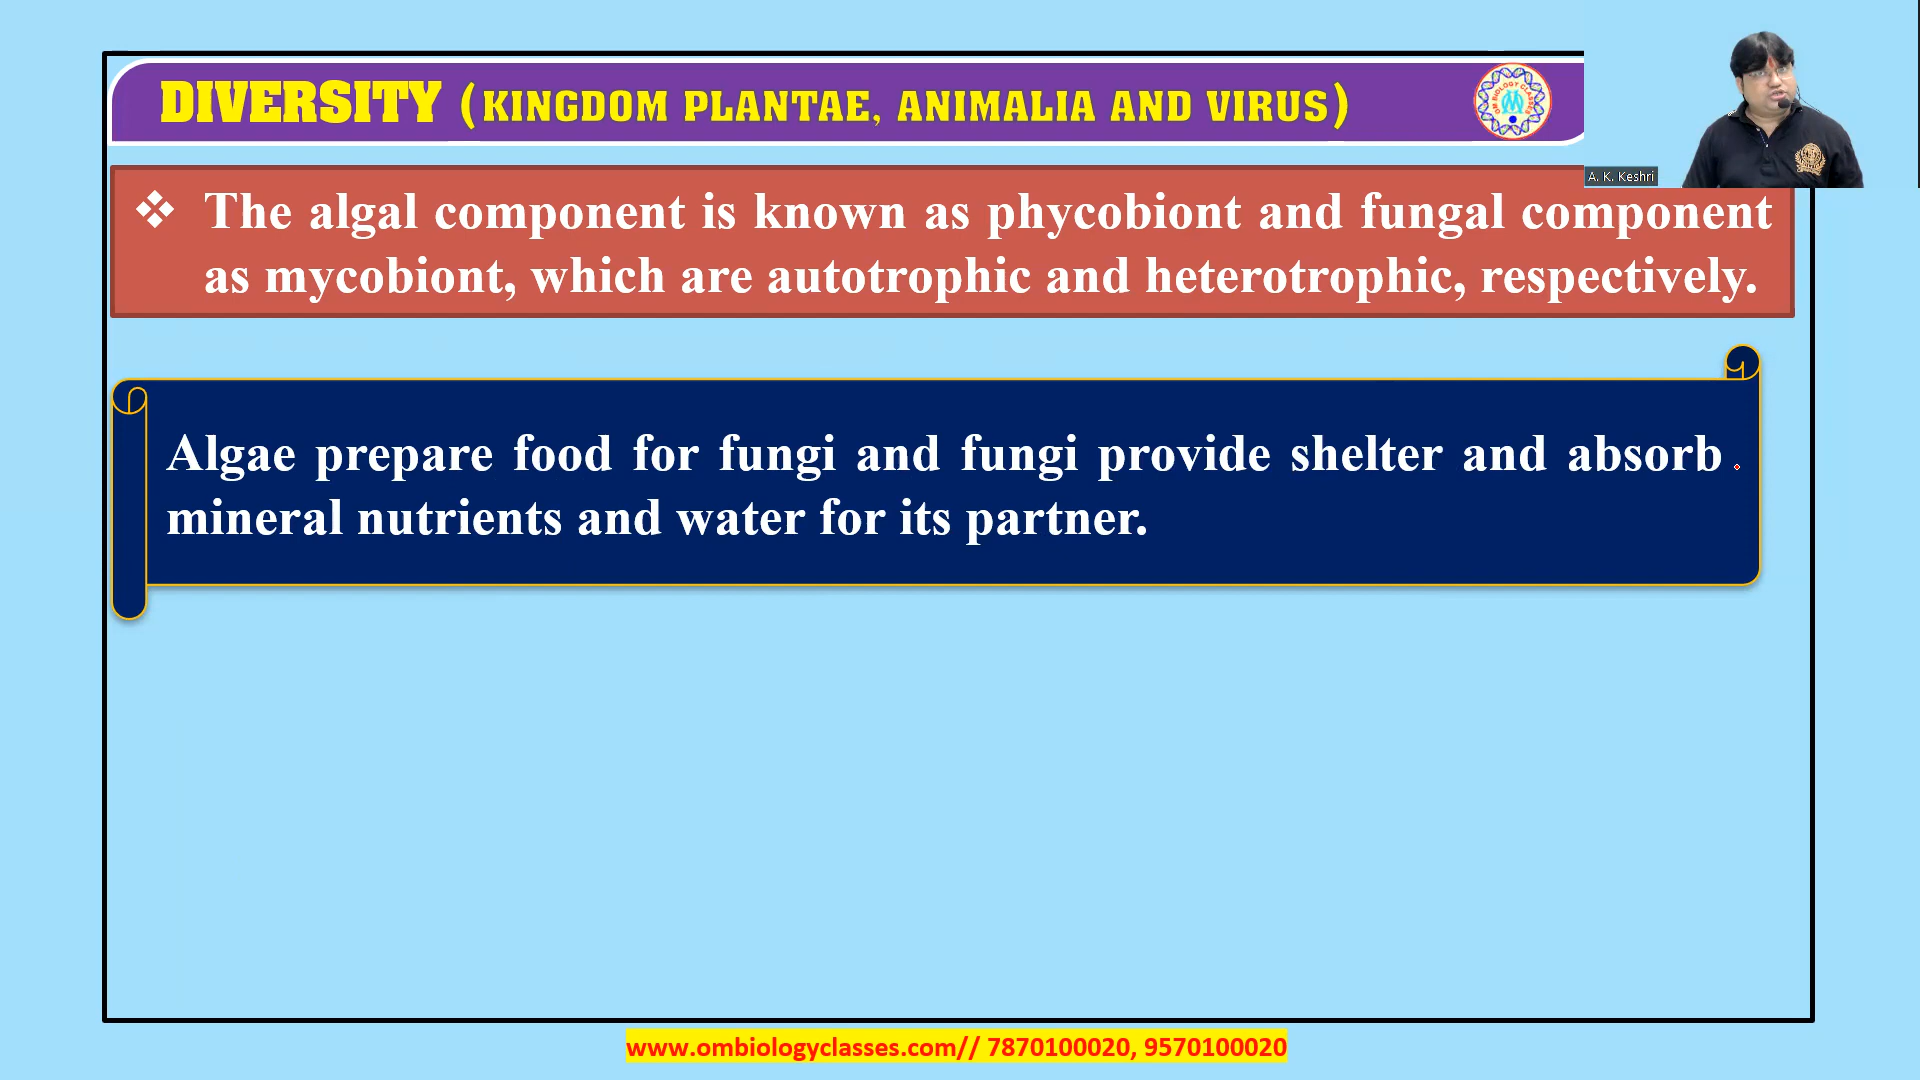 DIVERSITY (KINGDOM PLANTAE, ANIMALIA AND VIRUS)
A. K. Keshri
❖ The algal component is known as phycobiont and fungal component
as mycobiont, which are autotrophic and heterotrophic, respectively.
Algae prepare food for fungi and fungi provide shelter and absorb
mineral nutrients and water for its partner.
www.ombiologyclasses.com// 7870100020, 9570100020